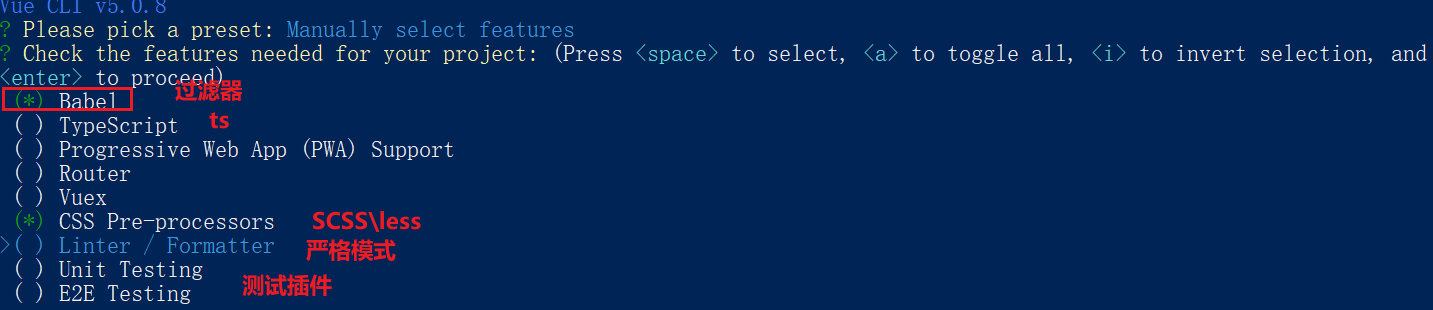 Vue CLI v5.0.8
? Please pick a preset: Manually select features
? Check the features needed for your project: (Press <space> to select, <a> to toggle all, <i> to invert selection, and
<enter> to proceed)
(*) Babel 过滤器
( ) TypeScript ts
( ) Progressive Web App (PWA) Support
( ) Router
( ) Vuex
(*) CSS Pre-processors SCSS\less
>( ) Linter / Formatter 严格模式
( ) Unit Testing
( ) E2E Testing 测试插件